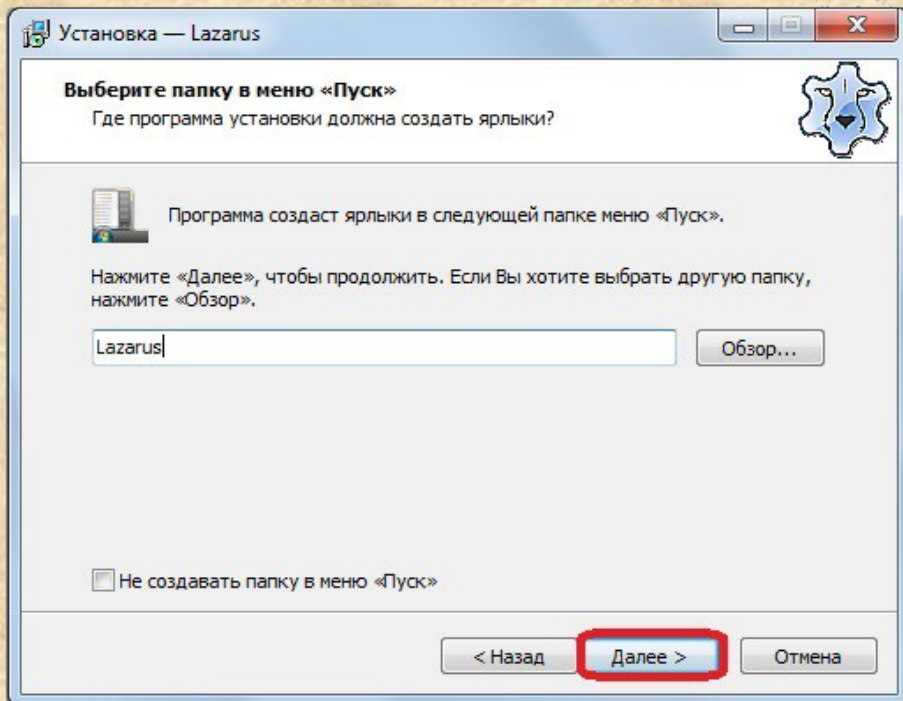 Установка — Lazarus
Выберите папку в меню «Пуск»
Где программа установки должна создать ярлыки?
Программа создаст ярлыки в следующей папке меню «Пуск».
Нажмите «Далее», чтобы продолжить. Если Вы хотите выбрать другую папку,
нажмите «Обзор».
Lazarus
Обзор...
Не создавать папку в меню «Пуск»
< Назад
Далее >
Отмена